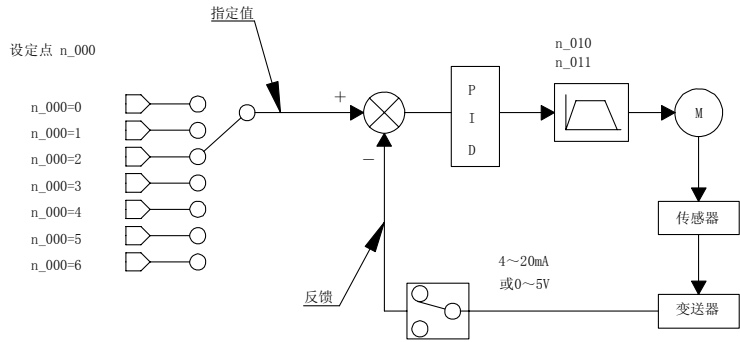 指定值
设定点 n_000
n_010
n_011
n_000=0
n_000=1
n_000=2
n_000=3
n_000=4
n_000=5
n_000=6
+
−
P
I
D
M
传感器
4～20mA
或0～5V
反馈
变送器